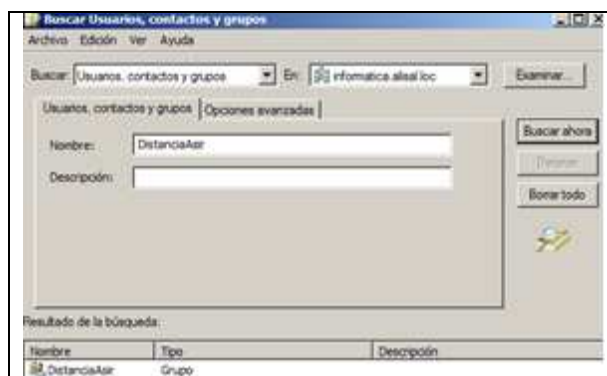 Buscar Usuarios, contactos y grupos
Archivo Edición Ver Ayuda
Buscar: Usuarios, contactos y grupos En: informatica.alisal.loc Examinar...
Usuarios, contactos y grupos Opciones avanzadas
Nombre: DistanciaAsir
Descripción:
Buscar ahora
Detener
Borrar todo
Resultado de la búsqueda:
Nombre Tipo Descripción
DistanciaAsir Grupo